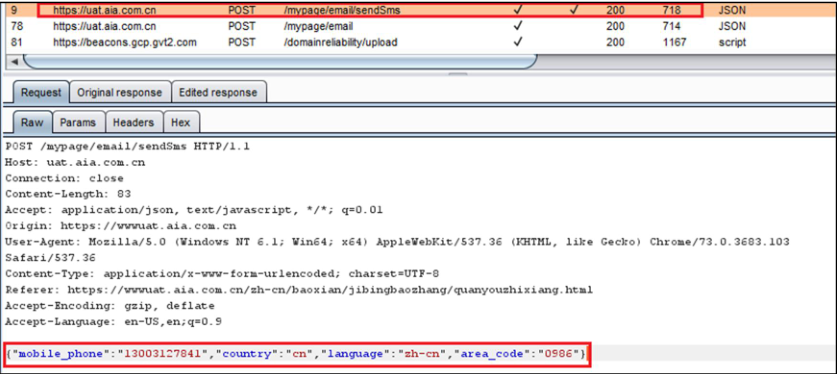 9 https://uat.aia.com.cn POST /mypage/email/sendSms ✓ ✓ 200 718 JSON
78 https://uat.aia.com.cn POST /mypage/email ✓ 200 714 JSON
81 https://beacons.gcp.gvt2.com POST /domainreliability/upload ✓ 200 1167 script
Request Original response Edited response
Raw Params Headers Hex
POST /mypage/email/sendSms HTTP/1.1
Host: uat.aia.com.cn
Connection: close
Content-Length: 83
Accept: application/json, text/javascript, */*; q=0.01
Origin: https://wwwuat.aia.com.cn
User-Agent: Mozilla/5.0 (Windows NT 6.1; Win64; x64) AppleWebKit/537.36 (KHTML, like Gecko) Chrome/73.0.3683.103
Safari/537.36
Content-Type: application/x-www-form-urlencoded; charset=UTF-8
Referer: https://wwwuat.aia.com.cn/zh-cn/baoxian/jibingbaozhang/quanyouzhixiang.html
Accept-Encoding: gzip, deflate
Accept-Language: en-US,en;q=0.9
{"mobile_phone":"13003127841","country":"cn","language":"zh-cn","area_code":"0986"}